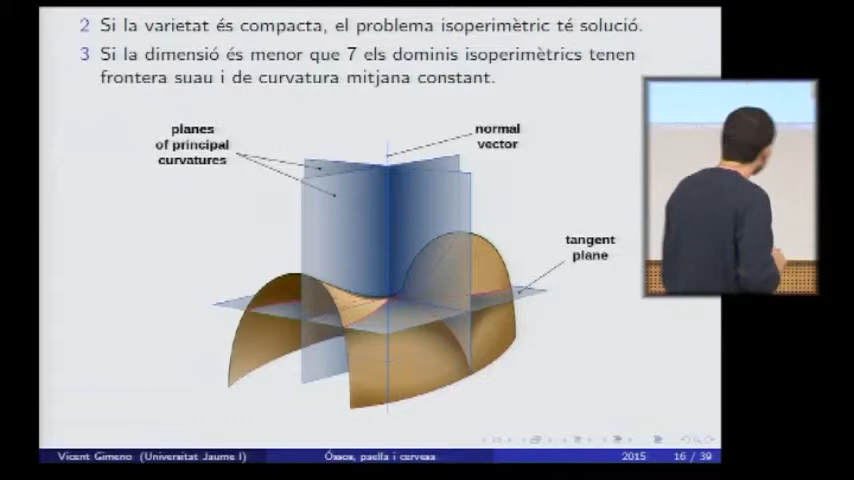 2 Si la varietat és compacta, el problema isoperimètric té solució.
3 Si la dimensió és menor que 7 els dominis isoperimètrics tenen
frontera suau i de curvatura mitjana constant.
planes
of principal
curvatures
normal
vector
tangent
plane
Vicent Gimeno (Universitat Jaume I) Óssos, paella i cervesa 2015 16 / 39